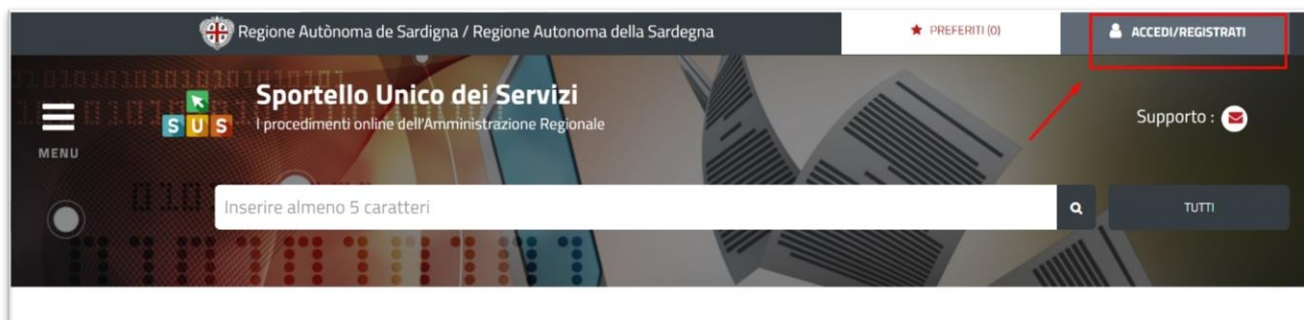 Regione Autònoma de Sardigna / Regione Autonoma della Sardegna
PREFERITI (0)
ACCEDI/REGISTRATI
MENU
SUS
Sportello Unico dei Servizi
I procedimenti online dell'Amministrazione Regionale
Supporto :
Inserire almeno 5 caratteri
TUTTI